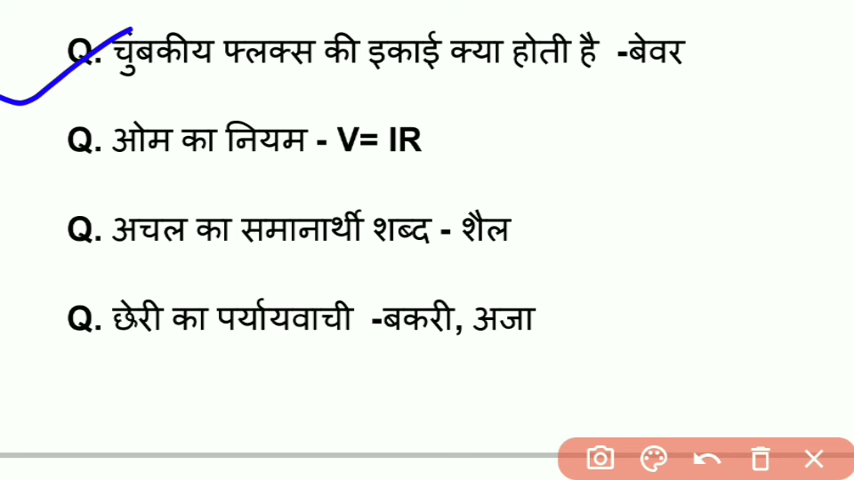 Q. चुंबकीय फ्लक्स की इकाई क्या होती है -बेवर
Q. ओम का नियम - V= IR
Q. अचल का समानार्थी शब्द - शैल
Q. छेरी का पर्यायवाची -बकरी, अजा